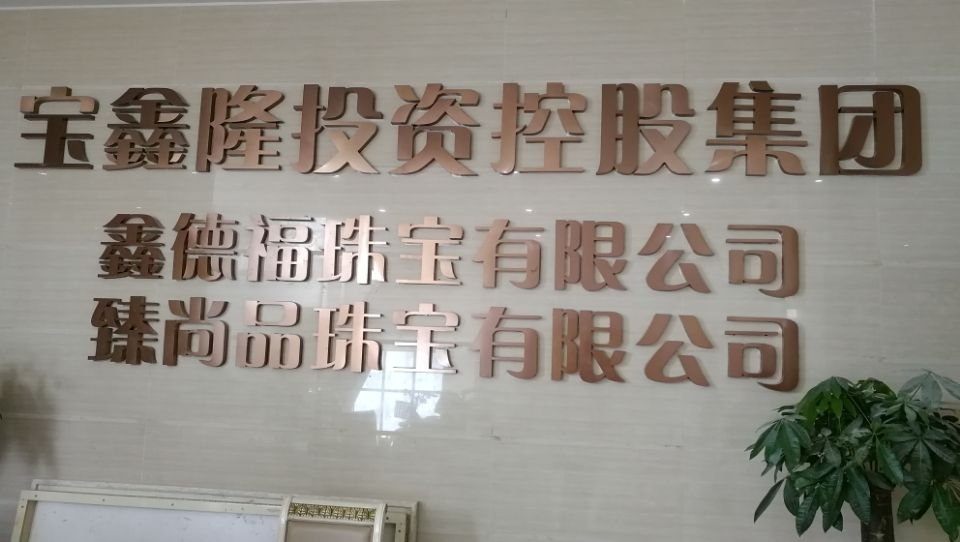 宝鑫隆投资控股集团
鑫德福珠宝有限公司
臻尚品珠宝有限公司